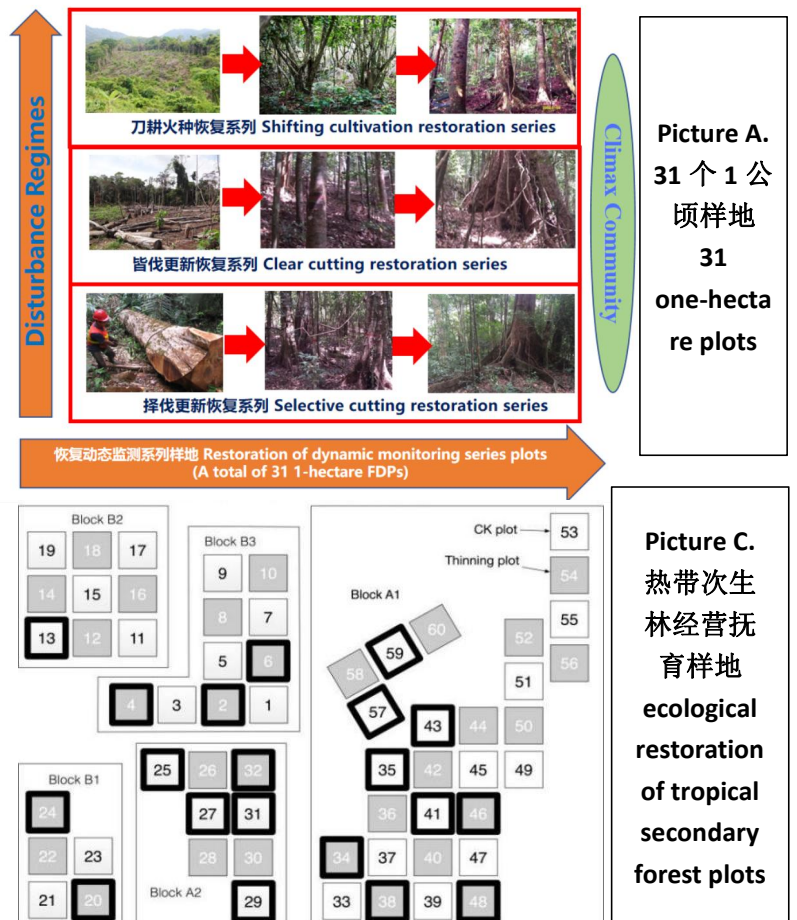 Disturbance Regimes
刀耕火种恢复系列 Shifting cultivation restoration series
皆伐更新恢复系列 Clear cutting restoration series
择伐更新恢复系列 Selective cutting restoration series
Climax Community
Picture A.
31 个 1 公
顷样地
31
one-hecta
re plots
恢复动态监测系列样地 Restoration of dynamic monitoring series plots
(A total of 31 1-hectare FDPs)
Block B2
19 18 17
14 15 16
13 12 11
Block B3
9 10
8 7
5 6
4 3 2 1
Block A1
CK plot
53
Thinning plot
54
55
56
60
59
58
57
52
51
43 44 50
35 42 45 49
36 41 46
34 37 40 47
33 38 39 48
Block B1
24
22 23
21 20
25 26 32
27 31
28 30
Block A2
29
Picture C.
热带次生
林经营抚
育样地
ecological
restoration
of tropical
secondary
forest plots